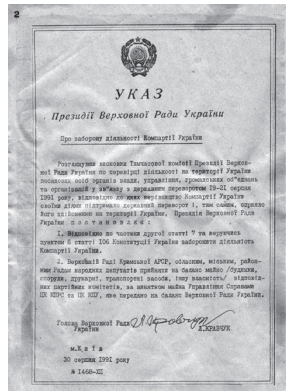 2
УКАЗ
Президії Верховної Ради України
Про заборону діяльності Компартії України
Розглянувши висновки Тимчасової комісії Президії Верхов-
ної Ради України по перевірці діяльності на території України
посадових осіб органів влади, управління, громадських об'єднань
та організацій у зв'язку з державним переворотом 19-21 серпня
1991 року, відповідно до яких керівництво Компартії України
своїми діями підтримало державний переворот і, тим самим, сприяло
його здійсненню на території України, Президія Верховної Ради
України п о с т а н о в л я є :
1. Відповідно до частини другої статті 7 та керуючись
пунктом 6 статті 106 Конституції України заборонити діяльність
Компартії України.
2. Верховній Раді Кримської АРСР, обласним, міським, район-
ним Радам народних депутатів прийняти на баланс майно /будинки,
споруди, друкарні, транспортні засоби, іншу власність/ відповід-
них партійних комітетів, за винятком майна Управління Справами
ЦК КПРС та ЦК КПУ, яке передано на баланс Верховної Ради України.
Голова Верховної Ради
України
Л.КРАВЧУК
м.К и ї в
30 серпня 1991 року
№ 1468-XII